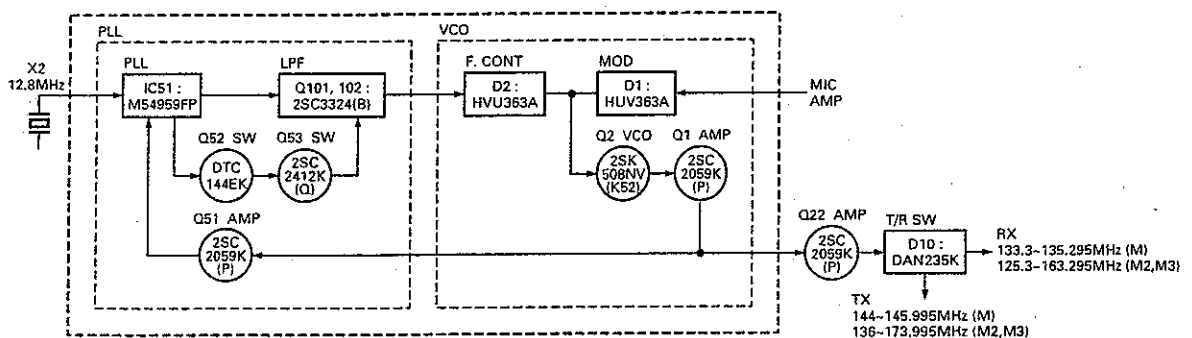 PLL
VCO
X2
12.8MHz
PLL
IC51 :
M54959FP
LPF
Q101, 102 :
2SC3324(B)
F. CONT
D2 :
HVU363A
MOD
D1 :
HUV363A
MIC
AMP
Q52 SW
DTC
144EK
Q53 SW
2SC
2412K
(Q)
Q2 VCO
2SK
508NV
(K52)
Q1 AMP
2SC
2059K
(P)
Q51 AMP
2SC
2059K
(P)
Q22 AMP
2SC
2059K
(P)
T/R SW
D10 :
DAN235K
RX
133.3~135.295MHz (M)
125.3~163.295MHz (M2,M3)
TX
144~145.995MHz (M)
136~173,995MHz (M2,M3)